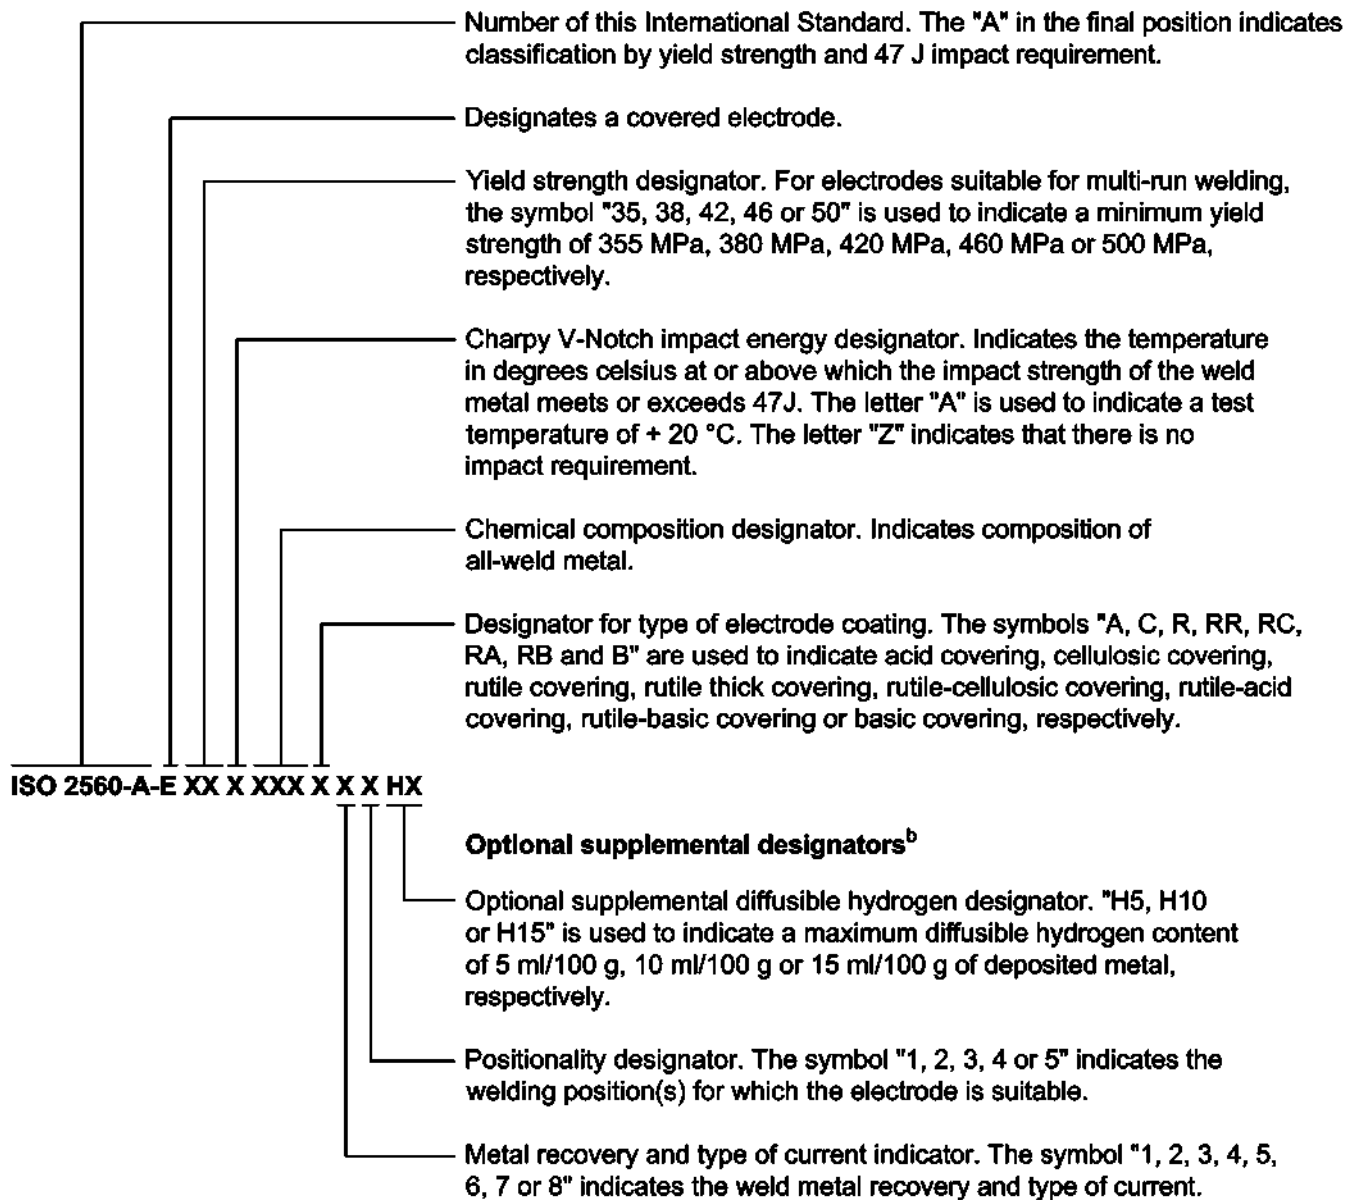 Number of this International Standard. The "A" in the final position indicates
classification by yield strength and 47 J impact requirement.
Designates a covered electrode.
Yield strength designator. For electrodes suitable for multi-run welding,
the symbol "35, 38, 42, 46 or 50" is used to indicate a minimum yield
strength of 355 MPa, 380 MPa, 420 MPa, 460 MPa or 500 MPa,
respectively.
Charpy V-Notch impact energy designator. Indicates the temperature
in degrees celsius at or above which the impact strength of the weld
metal meets or exceeds 47J. The letter "A" is used to indicate a test
temperature of + 20 °C. The letter "Z" indicates that there is no
impact requirement.
Chemical composition designator. Indicates composition of
all-weld metal.
Designator for type of electrode coating. The symbols "A, C, R, RR, RC,
RA, RB and B" are used to indicate acid covering, cellulosic covering,
rutile covering, rutile thick covering, rutile-cellulosic covering, rutile-acid
covering, rutile-basic covering or basic covering, respectively.
ISO 2560-A-E XX X XXX X X X HX
Optional supplemental designators^b
Optional supplemental diffusible hydrogen designator. "H5, H10
or H15" is used to indicate a maximum diffusible hydrogen content
of 5 ml/100 g, 10 ml/100 g or 15 ml/100 g of deposited metal,
respectively.
Positionality designator. The symbol "1, 2, 3, 4 or 5" indicates the
welding position(s) for which the electrode is suitable.
Metal recovery and type of current indicator. The symbol "1, 2, 3, 4, 5,
6, 7 or 8" indicates the weld metal recovery and type of current.